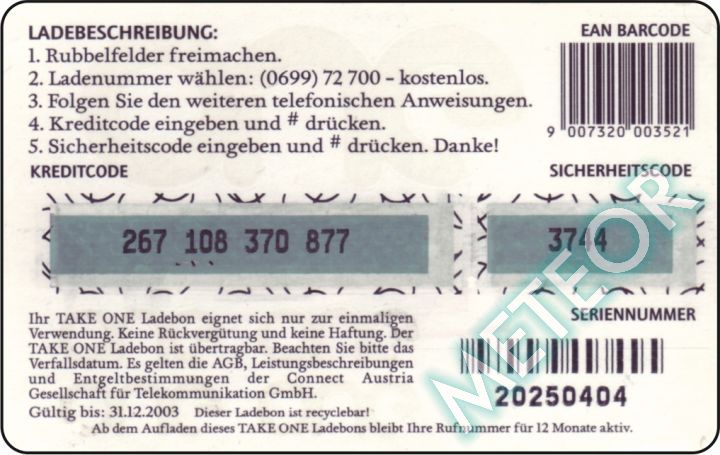 LADEBESCHREIBUNG:
1. Rubbelfelder freimachen.
2. Ladenummer wählen: (0699) 72 700 – kostenlos.
3. Folgen Sie den weiteren telefonischen Anweisungen.
4. Kreditcode eingeben und # drücken.
5. Sicherheitscode eingeben und # drücken. Danke!
EAN BARCODE
9 007320 003521
KREDITCODE
267 108 370 877
SICHERHEITSCODE
3744
Ihr TAKE ONE Ladebon eignet sich nur zur einmaligen
Verwendung. Keine Rückvergütung und keine Haftung. Der
TAKE ONE Ladebon ist übertragbar. Beachten Sie bitte das
Verfallsdatum. Es gelten die AGB, Leistungsbeschreibungen
und Entgeltbestimmungen der Connect Austria
Gesellschaft für Telekommunikation GmbH.
Gültig bis: 31.12.2003 Dieser Ladebon ist recyclebar!
Ab dem Aufladen dieses TAKE ONE Ladebons bleibt Ihre Rufnummer für 12 Monate aktiv.
SERIENNUMMER
20250404
METEOR